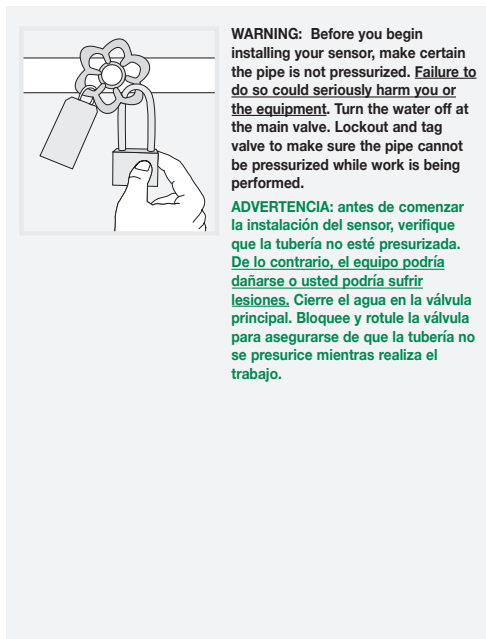 WARNING:  Before you begin
installing your sensor, make certain
the pipe is not pressurized. Failure to
do so could seriously harm you or
the equipment. Turn the water off at
the main valve. Lockout and tag
valve to make sure the pipe cannot
be pressurized while work is being
performed.
ADVERTENCIA: antes de comenzar
la instalación del sensor, verifique
que la tubería no esté presurizada.
De lo contrario, el equipo podría
dañarse o usted podría sufrir
lesiones. Cierre el agua en la válvula
principal. Bloquee y rotule la válvula
para asegurarse de que la tubería no
se presurice mientras realiza el
trabajo.